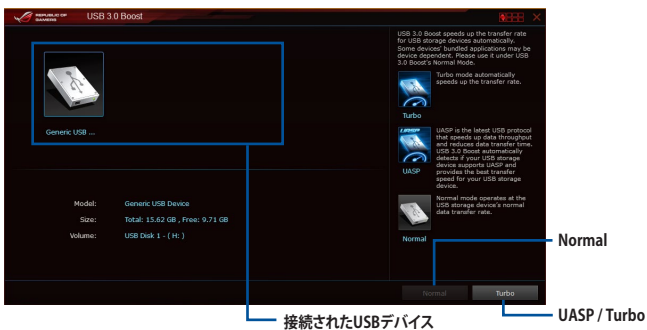 REPUBLIC OF
GAMERS
USB 3.0 Boost
Generic USB ...
Model:
Generic USB Device
Size:
Total: 15.62 GB , Free: 9.71 GB
Volume:
USB Disk 1 - ( H: )
USB 3.0 Boost speeds up the transfer rate
for USB storage devices automatically.
Some devices' bundled applications may be
device dependent. Please use it under USB
3.0 Boost's Normal Mode.
Turbo mode automatically
speeds up the transfer rate.
Turbo
UASP
UASP is the latest USB protocol
that speeds up data throughput
and reduces data transfer time.
USB 3.0 Boost automatically
detects if your USB storage
device supports UASP and
provides the best transfer
speed for your USB storage
device.
UASP
Normal mode operates at the
USB storage device's normal
data transfer rate.
Normal
Normal
Turbo
Normal
UASP / Turbo
接続されたUSBデバイス